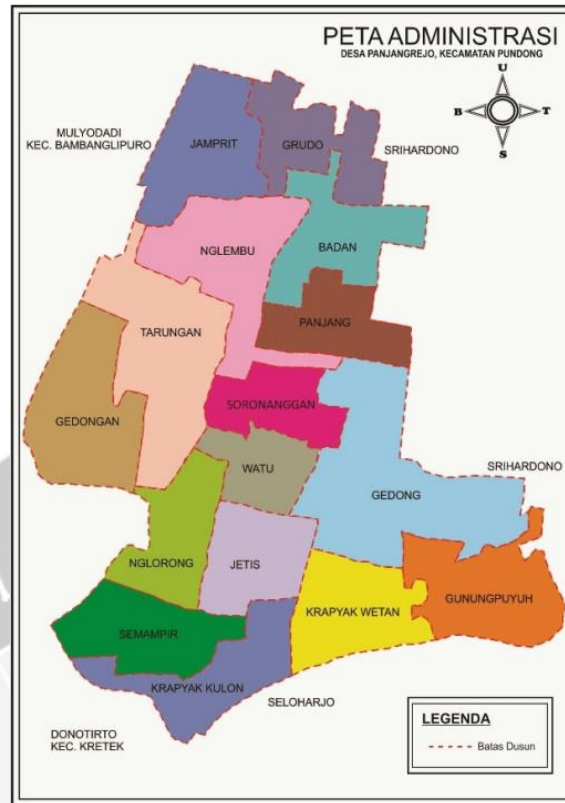 PETA ADMINISTRASI
DESA PANJANGREJO, KECAMATAN PUNDONG
U
B
T
S
MULYODADI
KEC. BAMBANGLIPURO
JAMPRIT
GRUDO
SRIHARDONO
NGLEMBU
BADAN
TARUNGAN
PANJANG
GEDONGAN
SORONANGGAN
WATU
GEDONG
SRIHARDONO
NGLORONG
JETIS
KRAPYAK WETAN
GUNUNGPUYUH
SEMAMPIR
KRAPYAK KULON
SELOHARJO
DONOTIRTO
KEC. KRETEK
LEGENDA
Batas Dusun